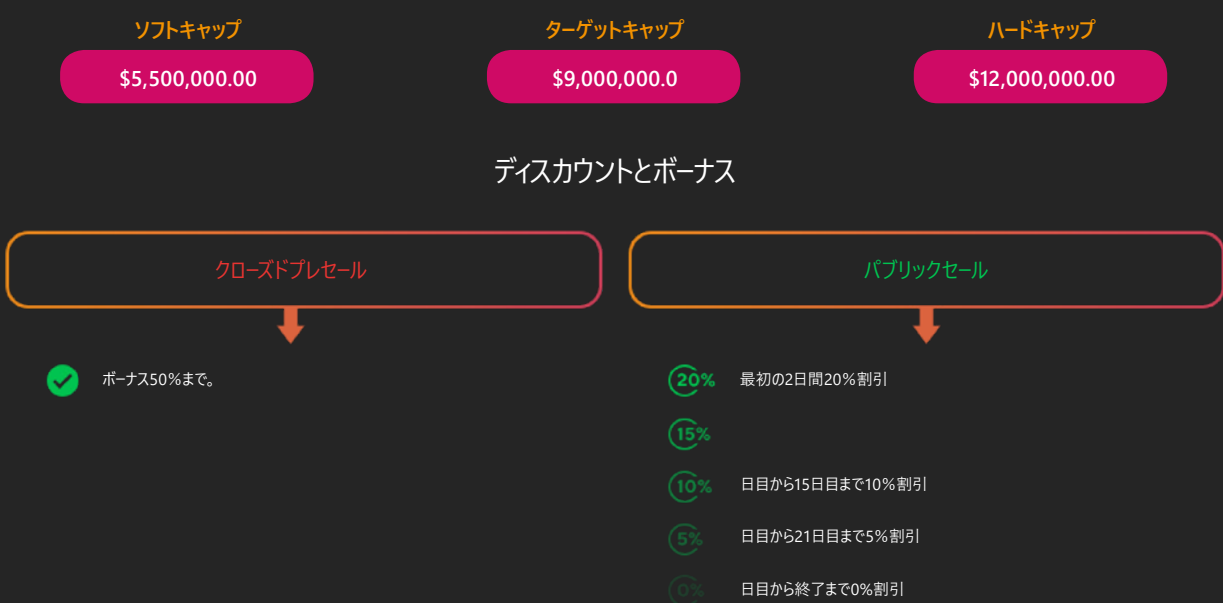 ソフトキャップ
ターゲットキャップ
ハードキャップ
$5,500,000.00
$9,000,000.0
$12,000,000.00
ディスカウントとボーナス
クローズドプレセール
パブリックセール
ボーナス50%まで。
20% 最初の2日間20%割引
15%
10% 日目から15日目まで10%割引
5% 日目から21日目まで5%割引
0% 日目から終了まで0%割引